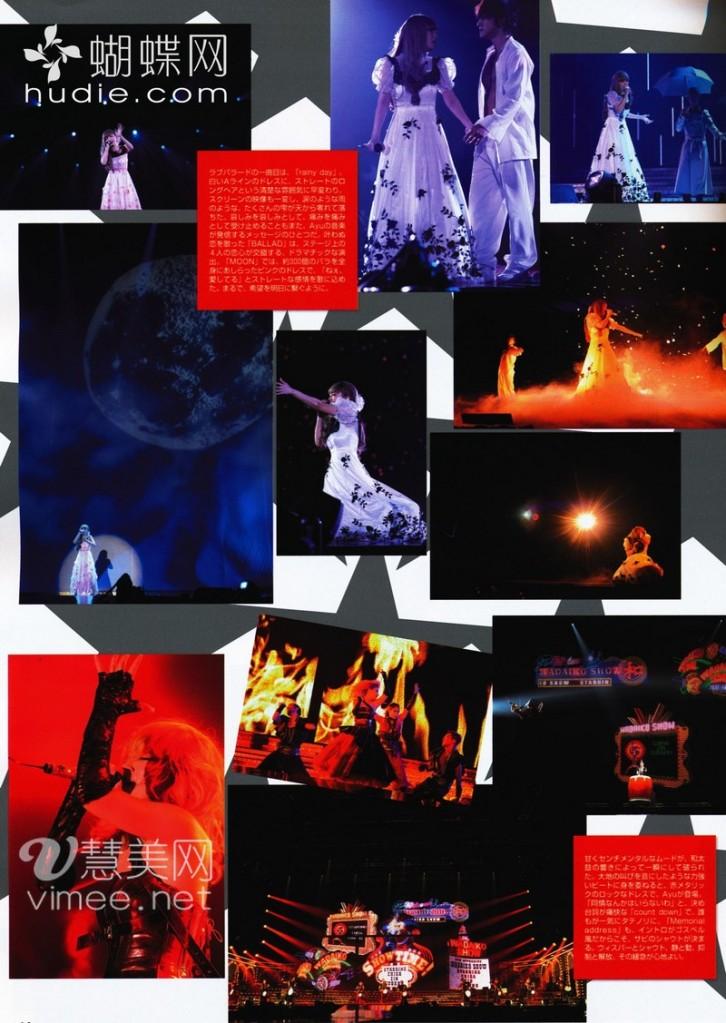 蝴蝶网
hudie.com
ラブバラードの一曲目は、「rainy day」。
白いAラインのドレスに、ストレートのロ
ングヘアという清楚な雰囲気に早変わり。
スクリーンの映像も一変し、涙のような雨
のような、たくさんの雫が天から零れて落
ちた。哀しみを哀しみとして、痛みを痛み
として受け止めることもまた、Ayuの音楽
が発信するメッセージのひとつだ。叶わぬ
恋を歌った「BALLAD」は、ステージ上の
4人の恋心が交錯する、ドラマチックな演
出。「MOON」では、約300個のバラを全
身にあしらったピンクのドレスで、「ねぇ、
愛してる」とストレートな感情を歌に込め
た。まるで、希望を明日に繋ぐように。
WADAIKO SHOW 和
WADAIKO SHOW
慧美网
vimee.net
SHOWTIME!
WADAIKO SHOW
甘くセンチメンタルなムードが、和太
鼓の響きによって一瞬にして破られ
た。大地の叫びを音にしたような力強
いビートに身を委ねると、赤メタリッ
クのロックなドレスで、Ayuが登場。
「同情なんかはいらないわ」と、決め
台詞が痛快な「count down」で、誰
もが一気にタテノリに。「Memorial
address」も、イントロがゴスペル
風だからこそ、サビのシャウトが決ま
る。ウィスパーとシャウト、静と動、抑
制と解放、その緩急が心地よい。